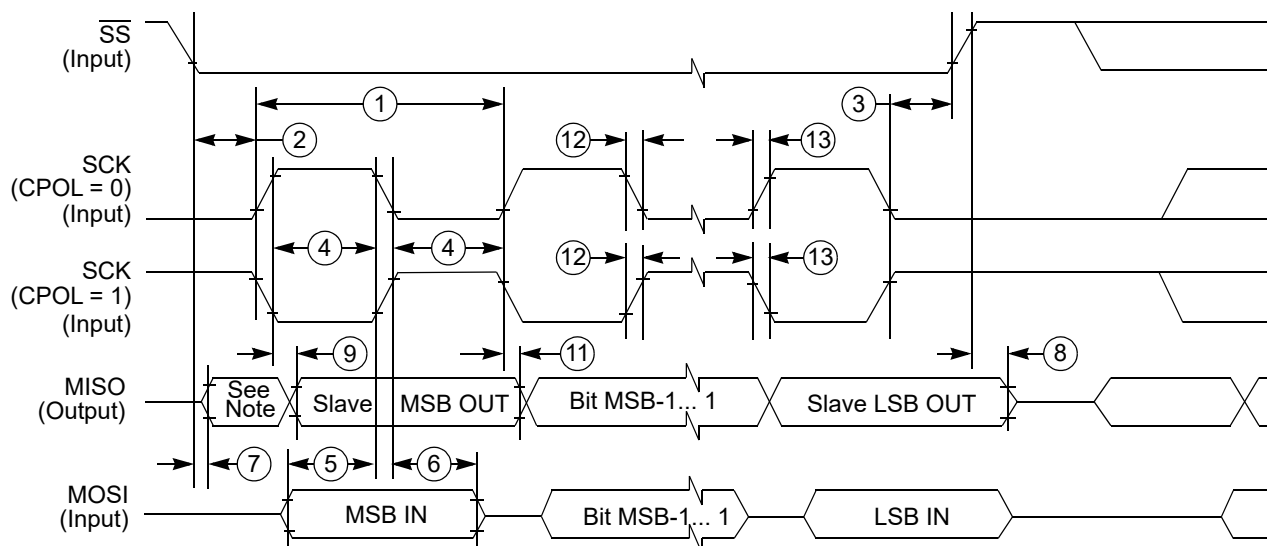 SS
(Input)
1
3
2
SCK
(CPOL = 0)
(Input)
12
13
4
4
SCK
(CPOL = 1)
(Input)
12
13
9
11
8
MISO
(Output)
See
Note
Slave
MSB OUT
Bit MSB-1... 1
Slave LSB OUT
7
5
6
MOSI
(Input)
MSB IN
Bit MSB-1... 1
LSB IN